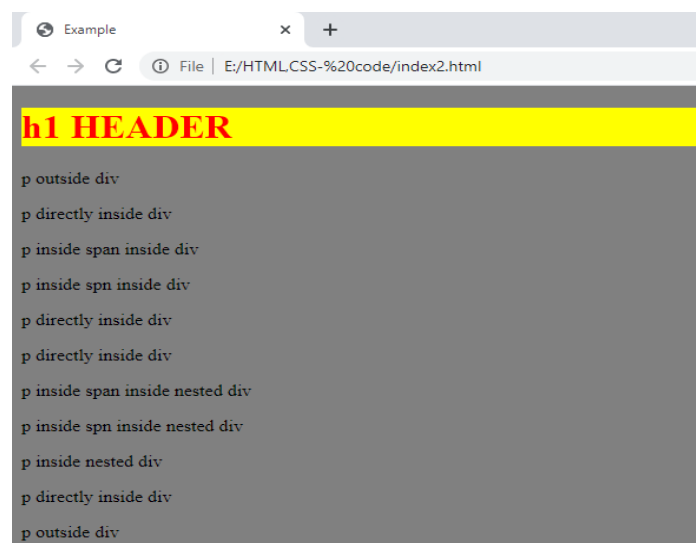 Example
File | E:/HTML,CSS-%20code/index2.html
h1 HEADER
p outside div
p directly inside div
p inside span inside div
p inside spn inside div
p directly inside div
p directly inside div
p inside span inside nested div
p inside spn inside nested div
p inside nested div
p directly inside div
p outside div